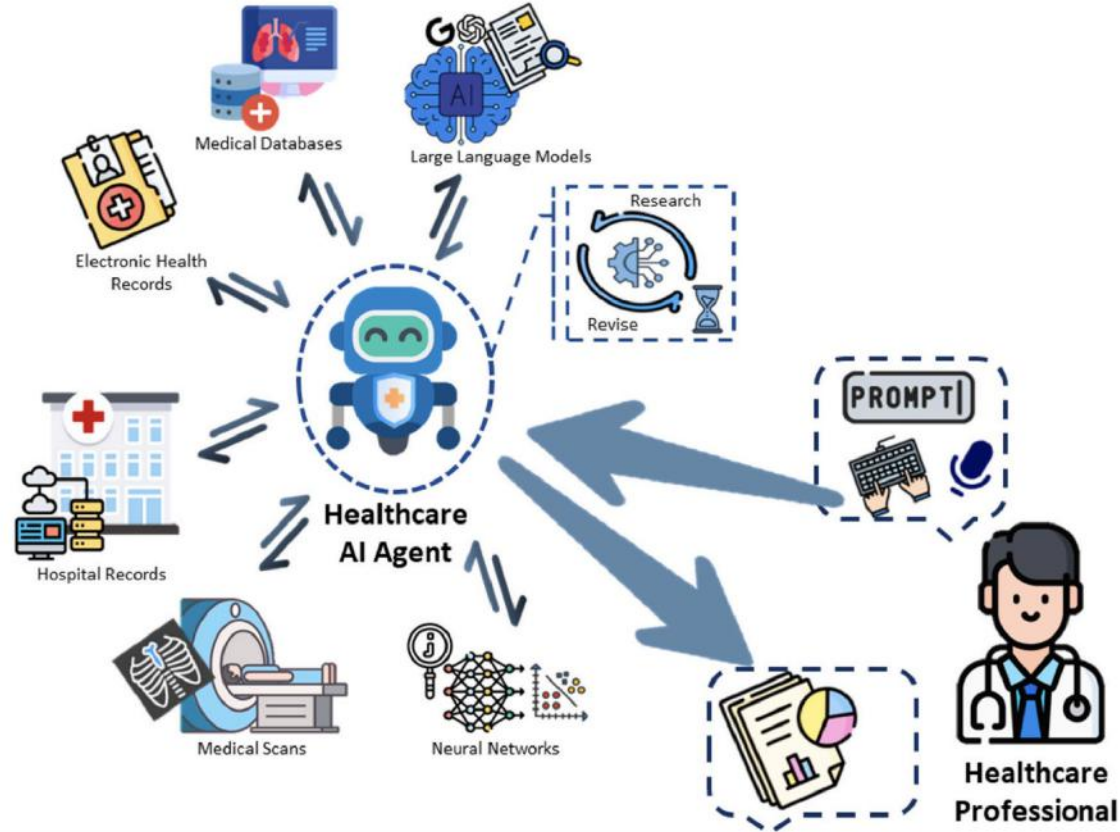 Medical Databases
Large Language Models
AI
Electronic Health
Records
Research
Revise
PROMPT
Hospital Records
Healthcare
AI Agent
Medical Scans
Neural Networks
Healthcare
Professional